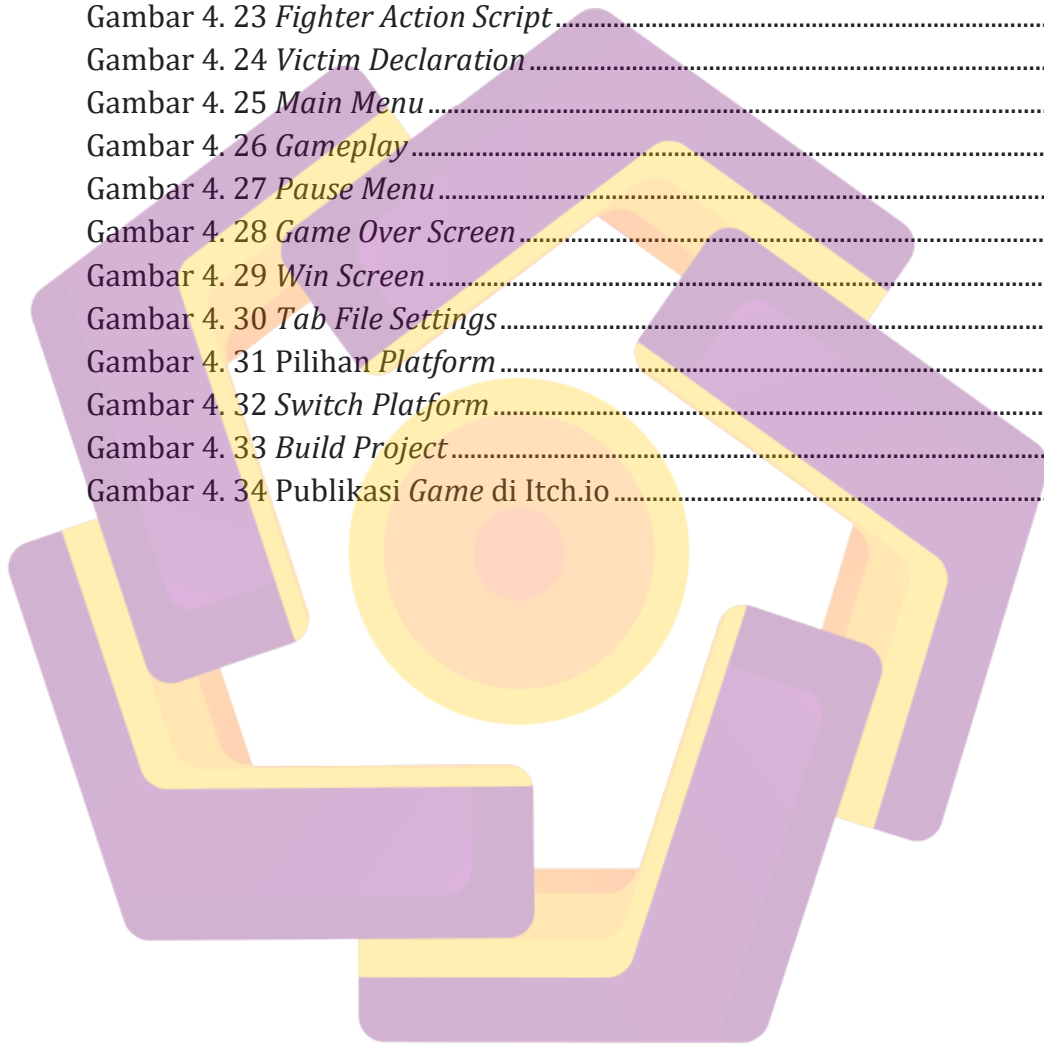 Gambar 4. 23 Fighter Action Script
Gambar 4. 24 Victim Declaration
Gambar 4. 25 Main Menu
Gambar 4. 26 Gameplay
Gambar 4. 27 Pause Menu
Gambar 4. 28 Game Over Screen
Gambar 4. 29 Win Screen
Gambar 4. 30 Tab File Settings
Gambar 4. 31 Pilihan Platform
Gambar 4. 32 Switch Platform
Gambar 4. 33 Build Project
Gambar 4. 34 Publikasi Game di Itch.io